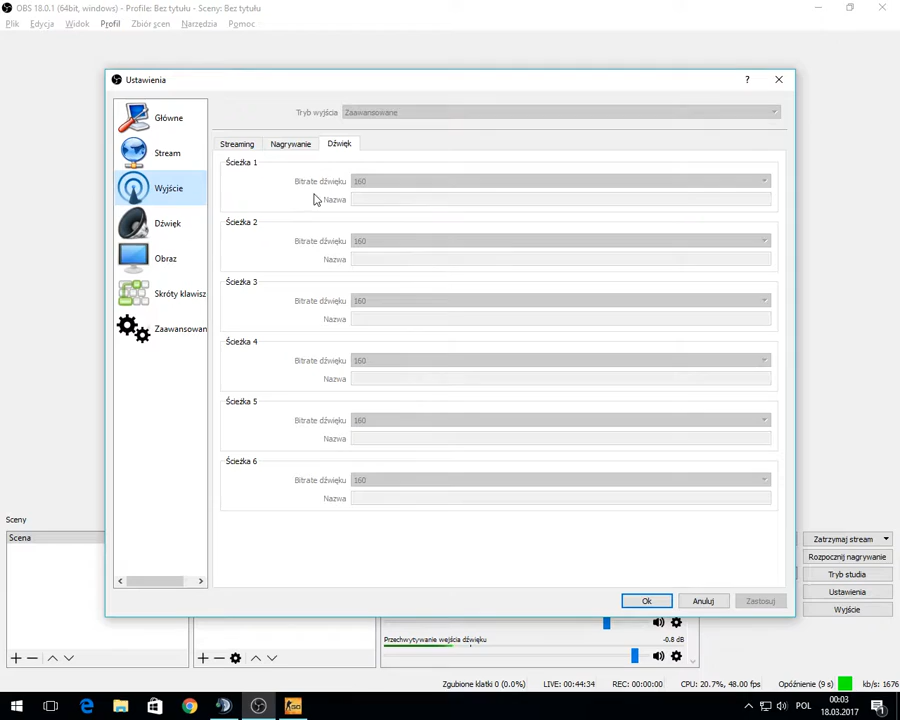 OBS 18.0.1 (64bit, windows) - Profile: Bez tytułu - Sceny: Bez tytułu
Plik Edycja Widok Profil Zbiór scen Narzędzia Pomoc
Ustawienia
Główne
Stream
Wyjście
Dźwięk
Obraz
Skróty klawisz
Zaawansowan
Tryb wyjścia Zaawansowane
Streaming Nagrywanie Dźwięk
Ścieżka 1
Bitrate dźwięku 160
Nazwa
Ścieżka 2
Bitrate dźwięku 160
Nazwa
Ścieżka 3
Bitrate dźwięku 160
Nazwa
Ścieżka 4
Bitrate dźwięku 160
Nazwa
Ścieżka 5
Bitrate dźwięku 160
Nazwa
Ścieżka 6
Bitrate dźwięku 160
Nazwa
Ok Anuluj Zastosuj
Sceny
Scena
Zatrzymaj stream
Rozpocznij nagrywanie
Tryb studia
Ustawienia
Wyjście
Przechwytywanie wejścia dźwięku -0.8 dB
Zgubione klatki 0 (0.0%) LIVE: 00:44:34 REC: 00:00:00 CPU: 20.7%, 48.00 fps Opóźnienie (9 s) kb/s: 1676
GO
POL
00:03
18.03.2017
1